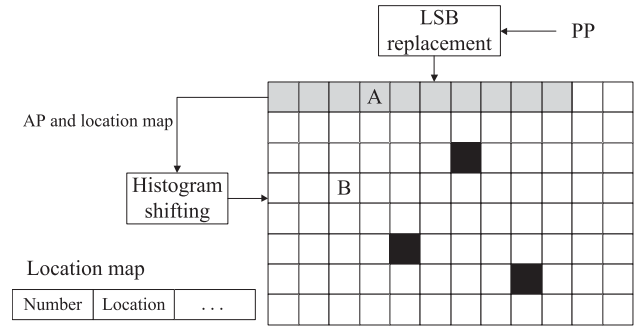 LSB
replacement
PP
A
AP and location map
B
Histogram
shifting
Location map
Number
Location
...